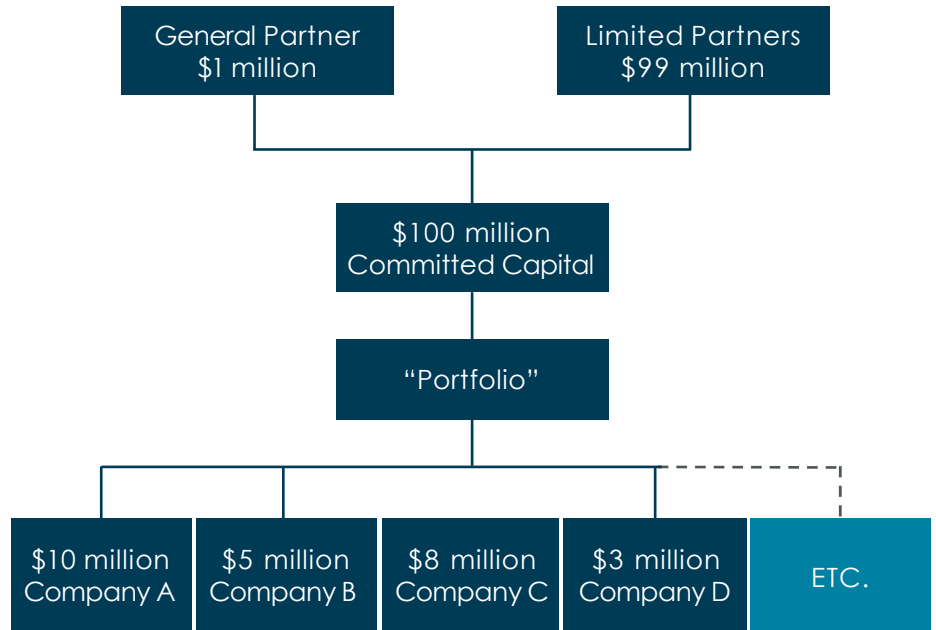 General Partner
$1 million
Limited Partners
$99 million
$100 million
Committed Capital
“Portfolio”
$10 million
Company A
$5 million
Company B
$8 million
Company C
$3 million
Company D
ETC.